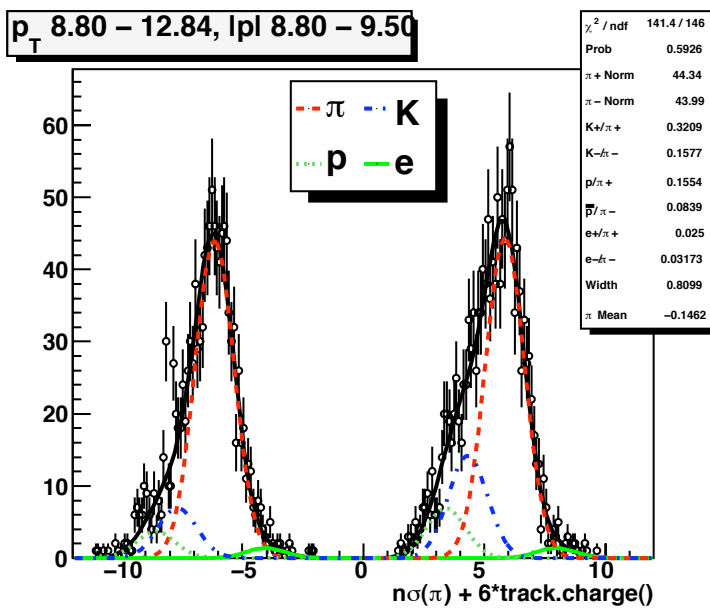 p_T 8.80 – 12.84, |p| 8.80 – 9.50
χ² / ndf 141.4 / 146
Prob 0.5926
π+ Norm 44.34
π− Norm 43.99
K+/π+ 0.3209
K−/π− 0.1577
p/π+ 0.1554
p̅/π− 0.0839
e+/π+ 0.025
e−/π− 0.03173
Width 0.8099
π Mean −0.1462
π K
p e
60
50
40
30
20
10
0
−10 −5 0 5 10
nσ(π) + 6*track.charge()